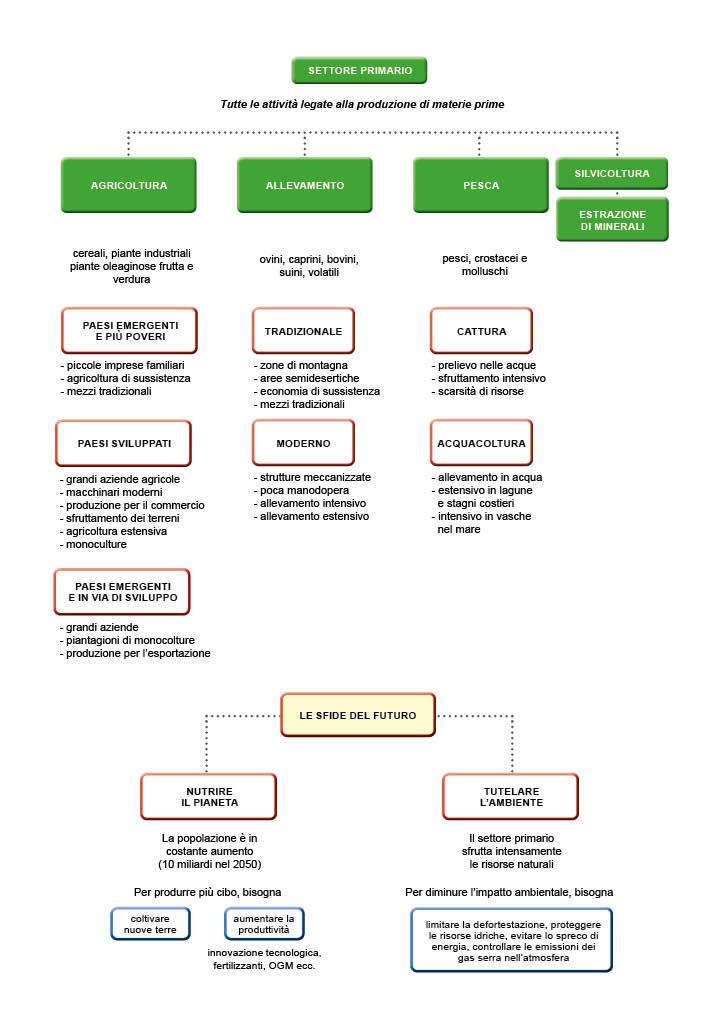 SETTORE PRIMARIO
Tutte le attività legate alla produzione di materie prime
AGRICOLTURA
cereali, piante industriali
piante oleaginose frutta e
verdura
PAESI EMERGENTI
E PIÙ POVERI
- piccole imprese familiari
- agricoltura di sussistenza
- mezzi tradizionali
PAESI SVILUPPATI
- grandi aziende agricole
- macchinari moderni
- produzione per il commercio
- sfruttamento dei terreni
- agricoltura estensiva
- monoculture
PAESI EMERGENTI
E IN VIA DI SVILUPPO
- grandi aziende
- piantagioni di monocolture
- produzione per l'esportazione
ALLEVAMENTO
ovini, caprini, bovini,
suini, volatili
TRADIZIONALE
- zone di montagna
- aree semidesertiche
- economia di sussistenza
- mezzi tradizionali
MODERNO
- strutture meccanizzate
- poca manodopera
- allevamento intensivo
- allevamento estensivo
PESCA
pesci, crostacei e
molluschi
CATTURA
- prelievo nelle acque
- sfruttamento intensivo
- scarsità di risorse
ACQUACOLTURA
- allevamento in acqua
- estensivo in lagune
e stagni costieri
- intensivo in vasche
nel mare
SILVICOLTURA
ESTRAZIONE
DI MINERALI
LE SFIDE DEL FUTURO
NUTRIRE
IL PIANETA
La popolazione è in
costante aumento
(10 miliardi nel 2050)
Per produrre più cibo, bisogna
coltivare
nuove terre
aumentare la
produttività
innovazione tecnologica,
fertilizzanti, OGM ecc.
TUTELARE
L'AMBIENTE
Il settore primario
sfrutta intensamente
le risorse naturali
Per diminure l'impatto ambientale, bisogna
limitare la defortestazione, proteggere
le risorse idriche, evitare lo spreco di
energia, controllare le emissioni dei
gas serra nell'atmosfera